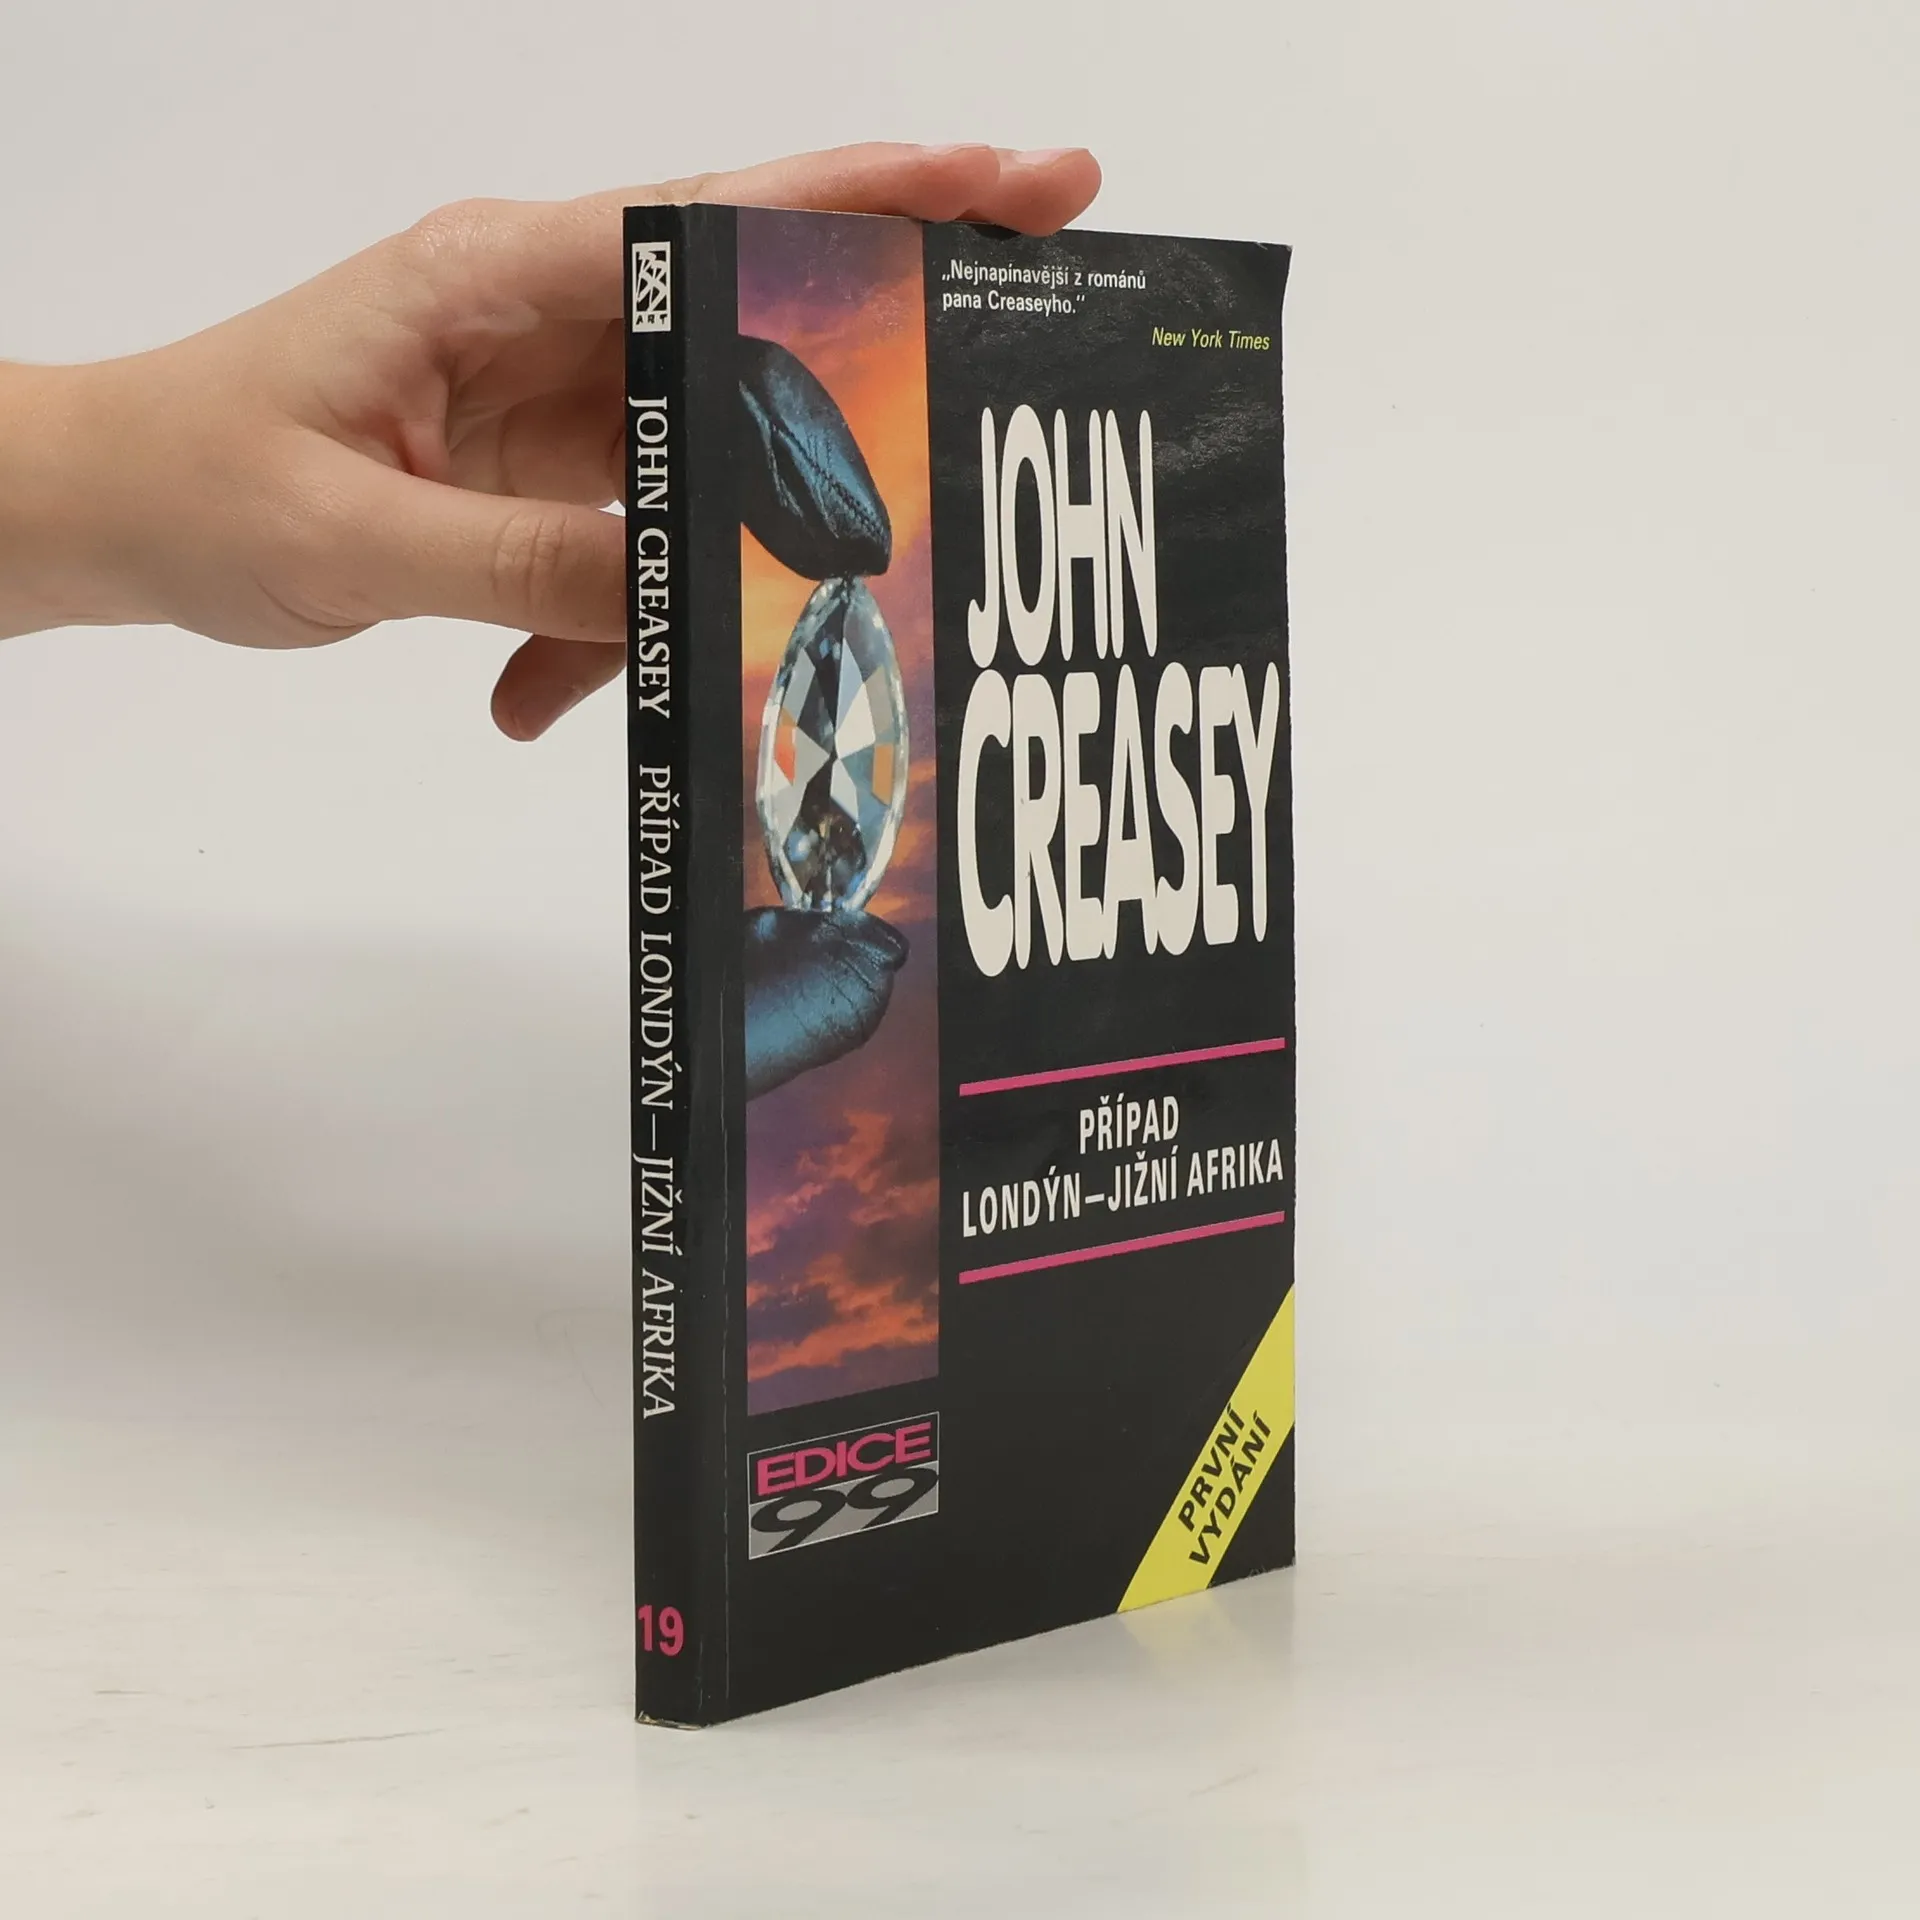 ART
JOHN CREASEY PŘÍPAD LONDÝN—JIŽNÍ AFRIKA
19
„Nejnapínavější z románů
pana Creaseyho.“
New York Times
JOHN
CREASEY
PŘÍPAD
LONDÝN–JIŽNÍ AFRIKA
EDICE
99
PRVNÍ
VYDÁNÍ